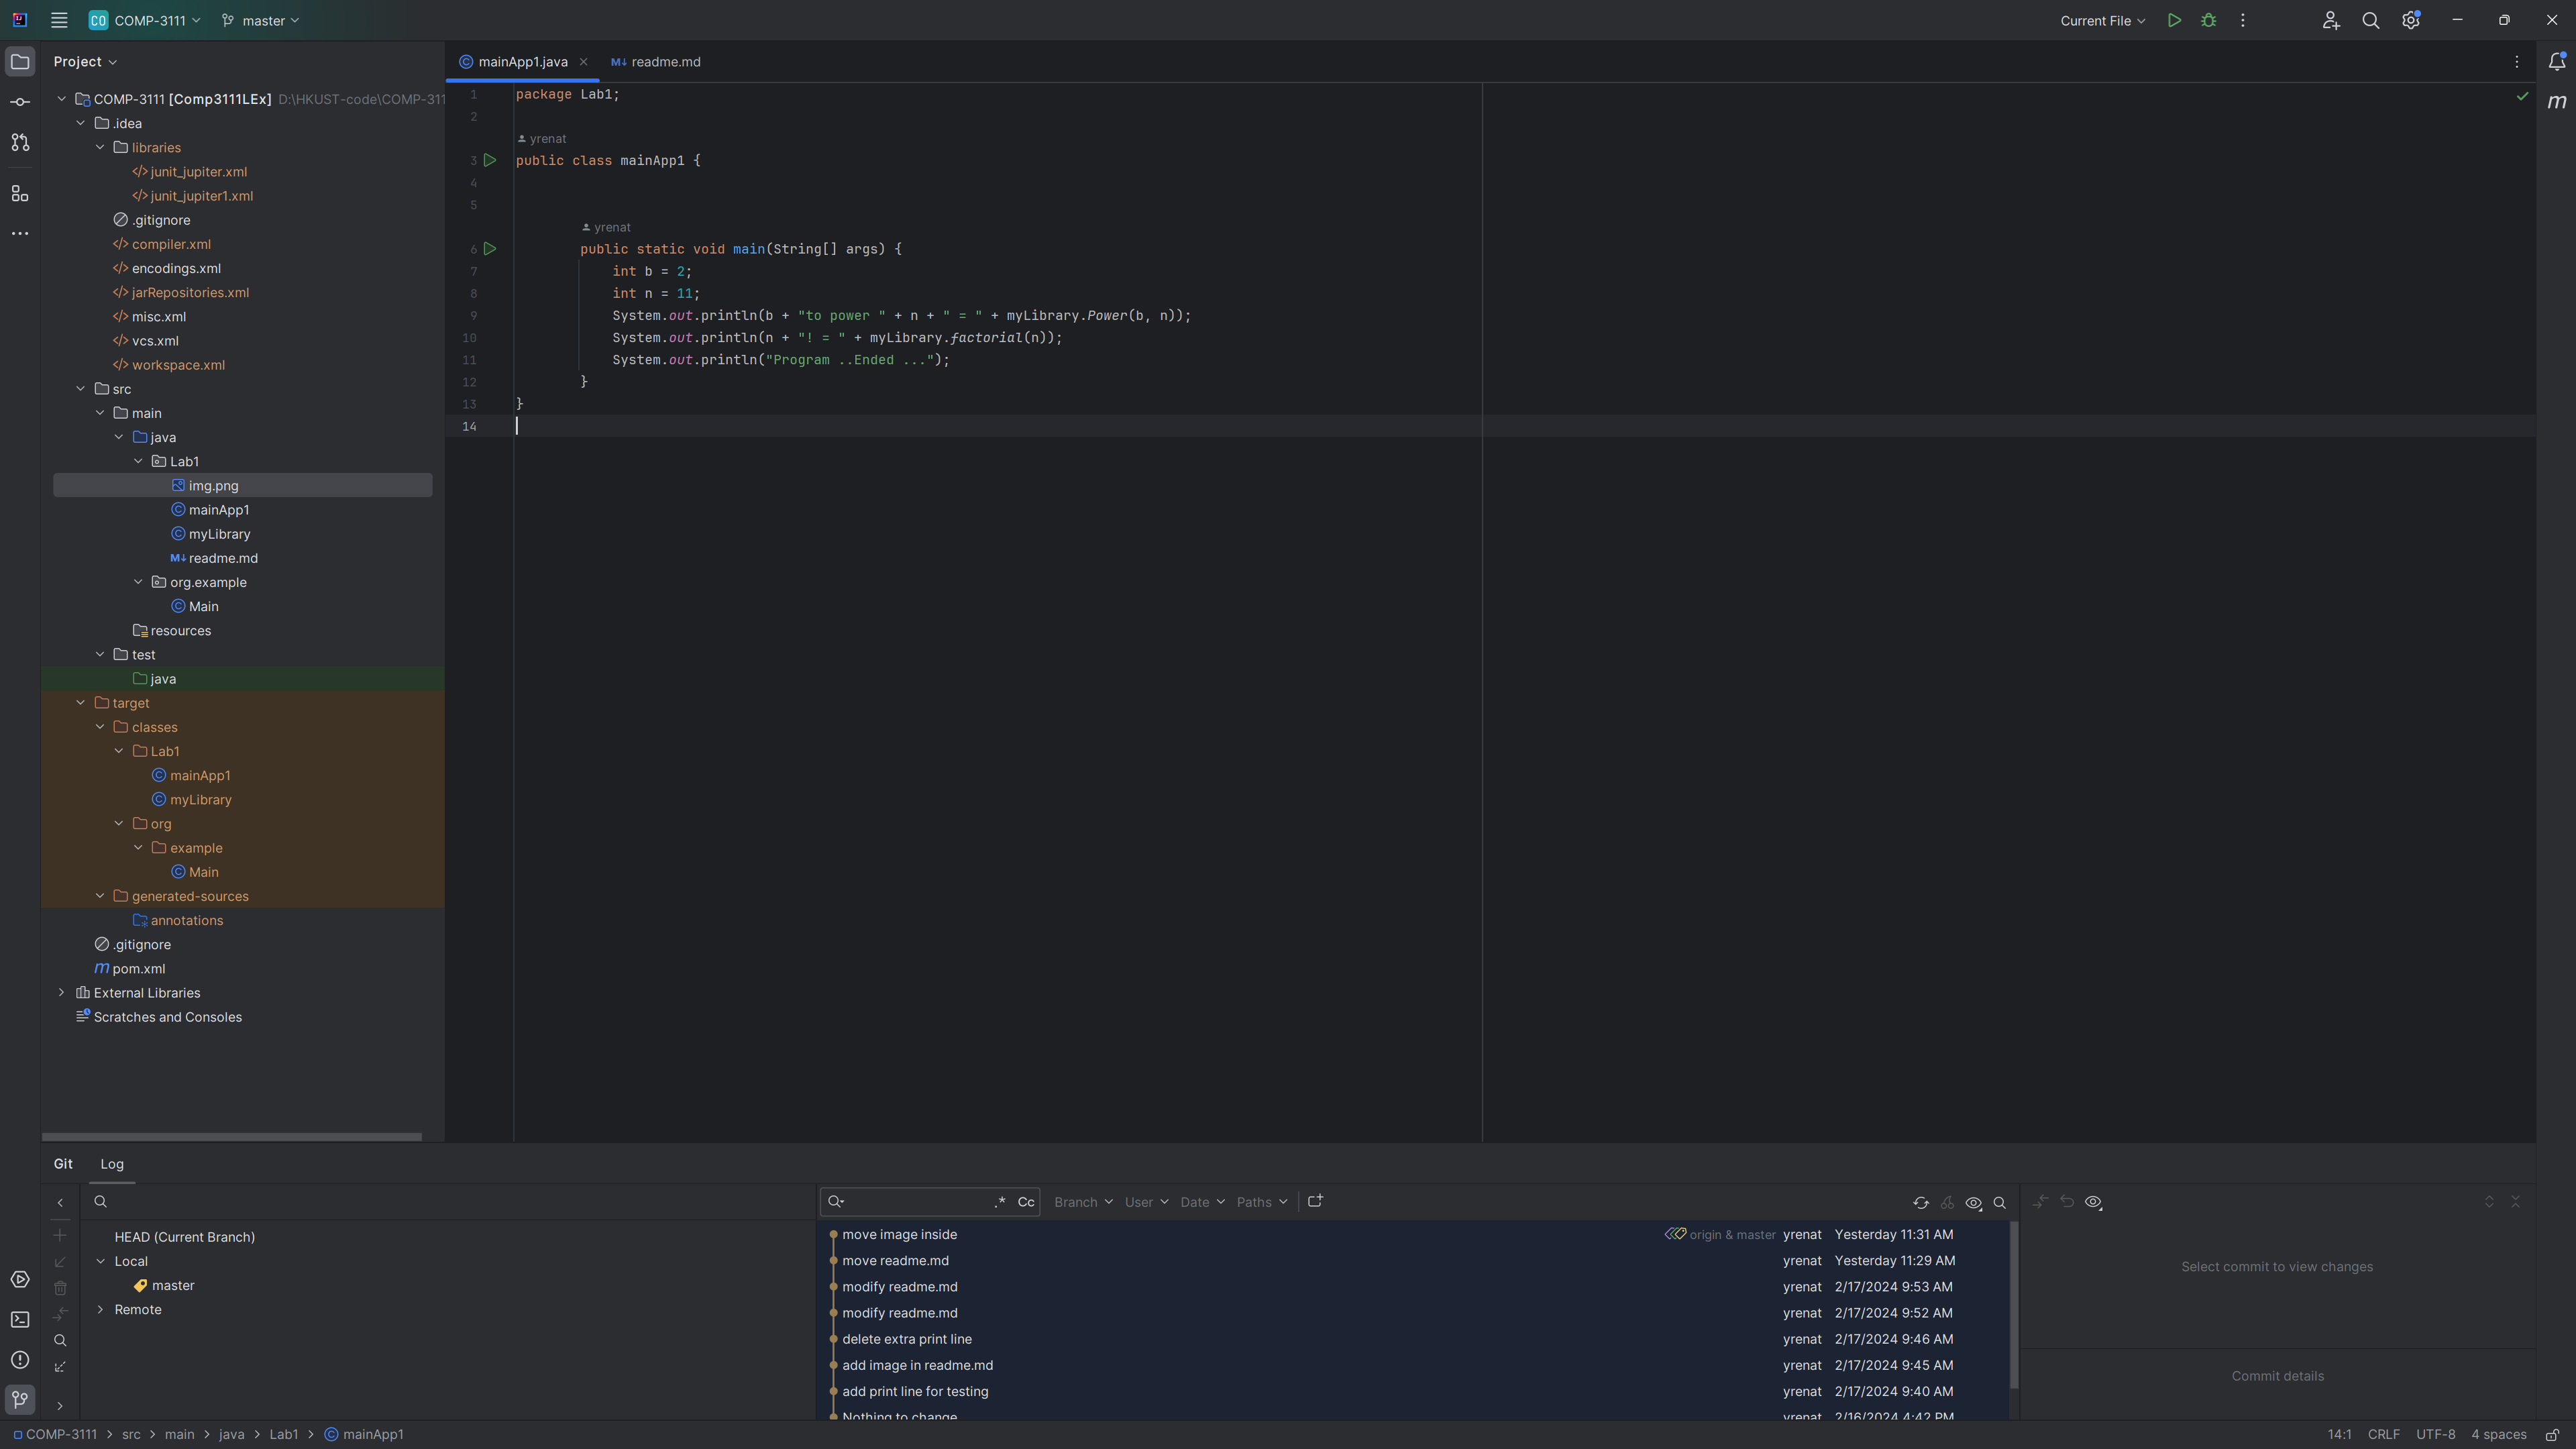 CO COMP-3111 master Current File
Project
mainApp1.java readme.md
COMP-3111 [Comp3111LEx] D:\HKUST-code\COMP-311
.idea
libraries
junit_jupiter.xml
junit_jupiter1.xml
.gitignore
compiler.xml
encodings.xml
jarRepositories.xml
misc.xml
vcs.xml
workspace.xml
src
main
java
Lab1
img.png
mainApp1
myLibrary
readme.md
org.example
Main
resources
test
java
target
classes
Lab1
mainApp1
myLibrary
org
example
Main
generated-sources
annotations
.gitignore
pom.xml
External Libraries
Scratches and Consoles
1 package Lab1;
2
yrenat
3 public class mainApp1 {
4
5
yrenat
6 public static void main(String[] args) {
7 int b = 2;
8 int n = 11;
9 System.out.println(b + "to power " + n + " = " + myLibrary.Power(b, n));
10 System.out.println(n + "! = " + myLibrary.factorial(n));
11 System.out.println("Program ..Ended ...");
12 }
13 }
14
Git Log
HEAD (Current Branch)
Local
master
Remote
.* Cc Branch User Date Paths
move image inside origin & master yrenat Yesterday 11:31 AM
move readme.md yrenat Yesterday 11:29 AM
modify readme.md yrenat 2/17/2024 9:53 AM
modify readme.md yrenat 2/17/2024 9:52 AM
delete extra print line yrenat 2/17/2024 9:46 AM
add image in readme.md yrenat 2/17/2024 9:45 AM
add print line for testing yrenat 2/17/2024 9:40 AM
Nothing to change yrenat 2/16/2024 4:42 PM
Select commit to view changes
Commit details
COMP-3111 > src > main > java > Lab1 > mainApp1 14:1 CRLF UTF-8 4 spaces